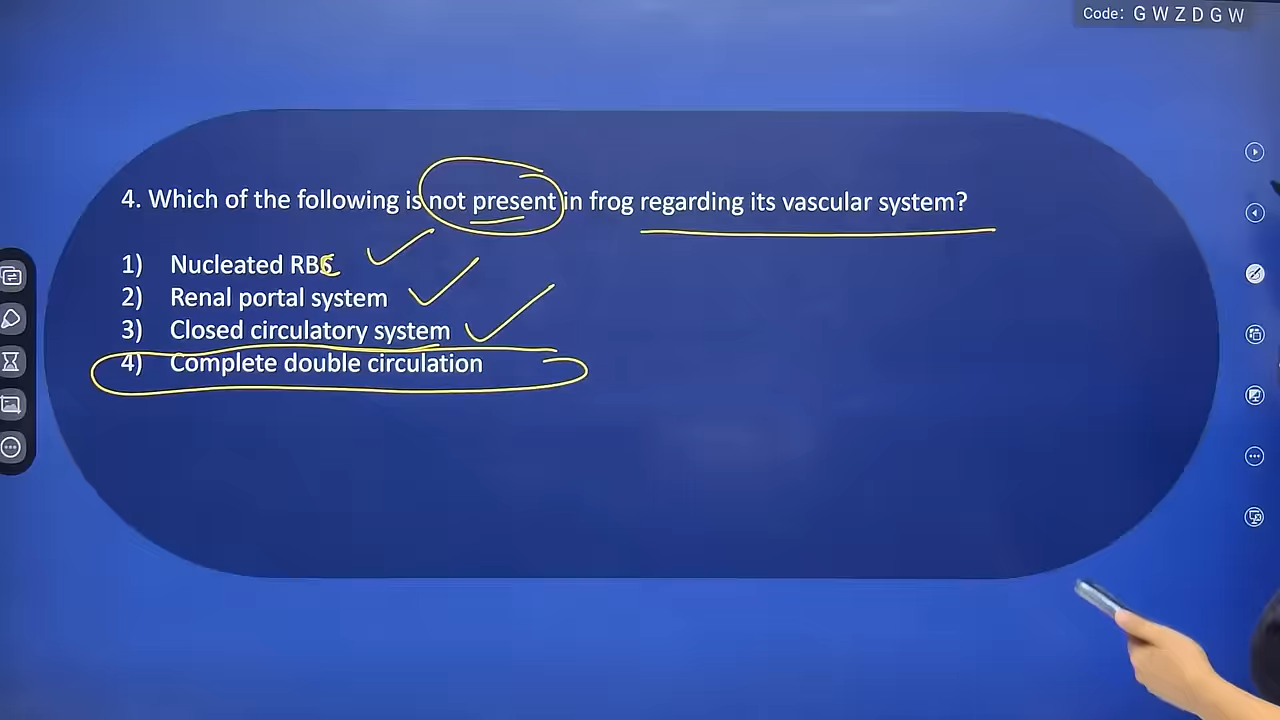 Code: G W Z D G W
4. Which of the following is not present in frog regarding its vascular system?
1) Nucleated RBC
2) Renal portal system
3) Closed circulatory system
4) Complete double circulation